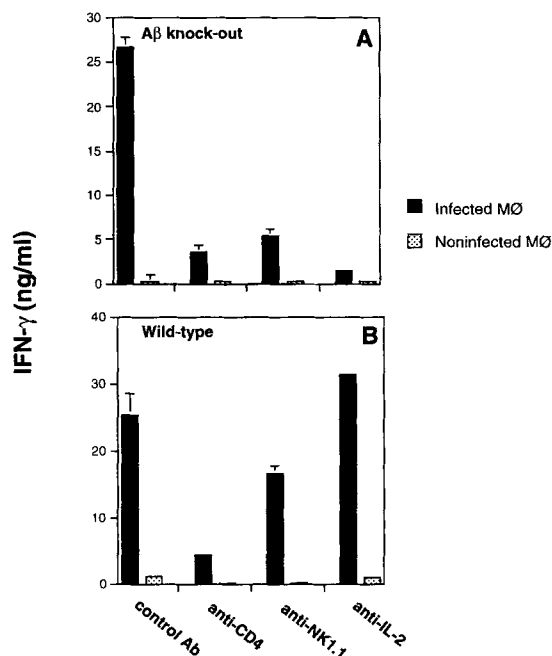 Aβ knock-out
A
30
25
20
15
10
5
0
Infected MØ
Noninfected MØ
IFN-γ (ng/ml)
Wild-type
B
40
30
20
10
0
control Ab
anti-CD4
anti-NK1.1
anti-IL-2